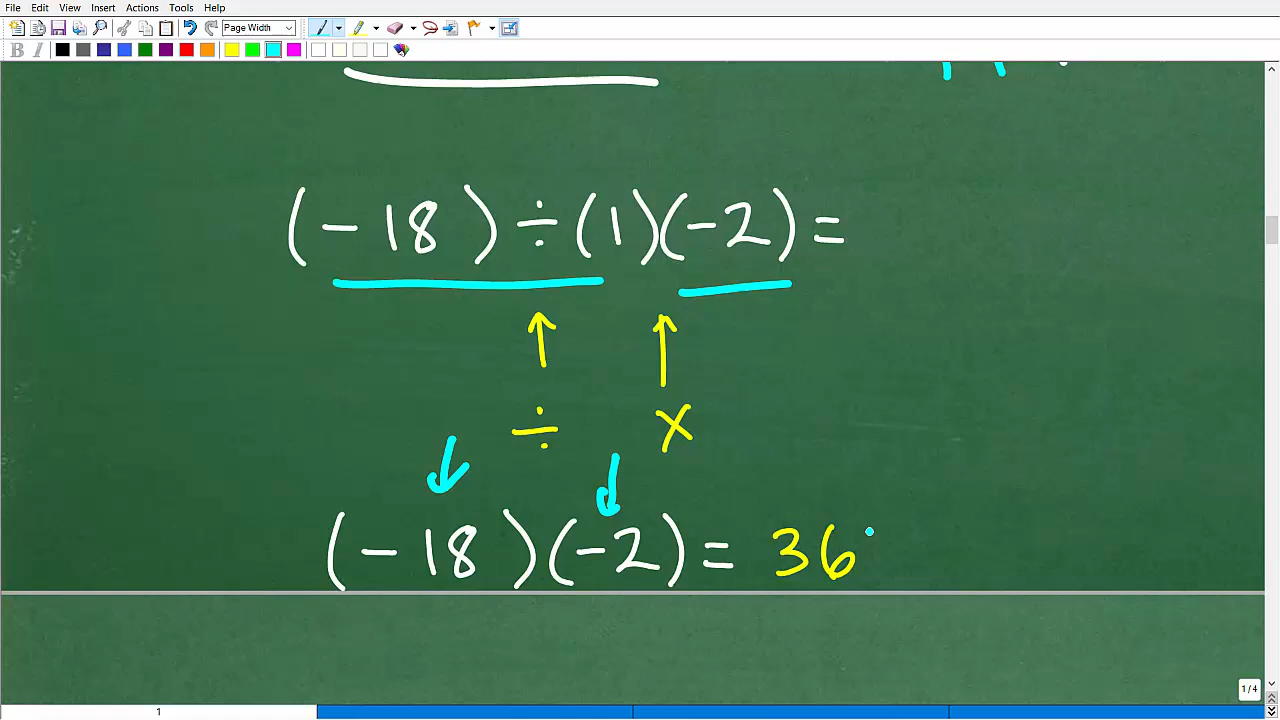 File Edit View Insert Actions Tools Help
Page Width
B I
(-18) ÷ (1)(-2) =
÷ x
(-18)(-2) = 36
1/4
1